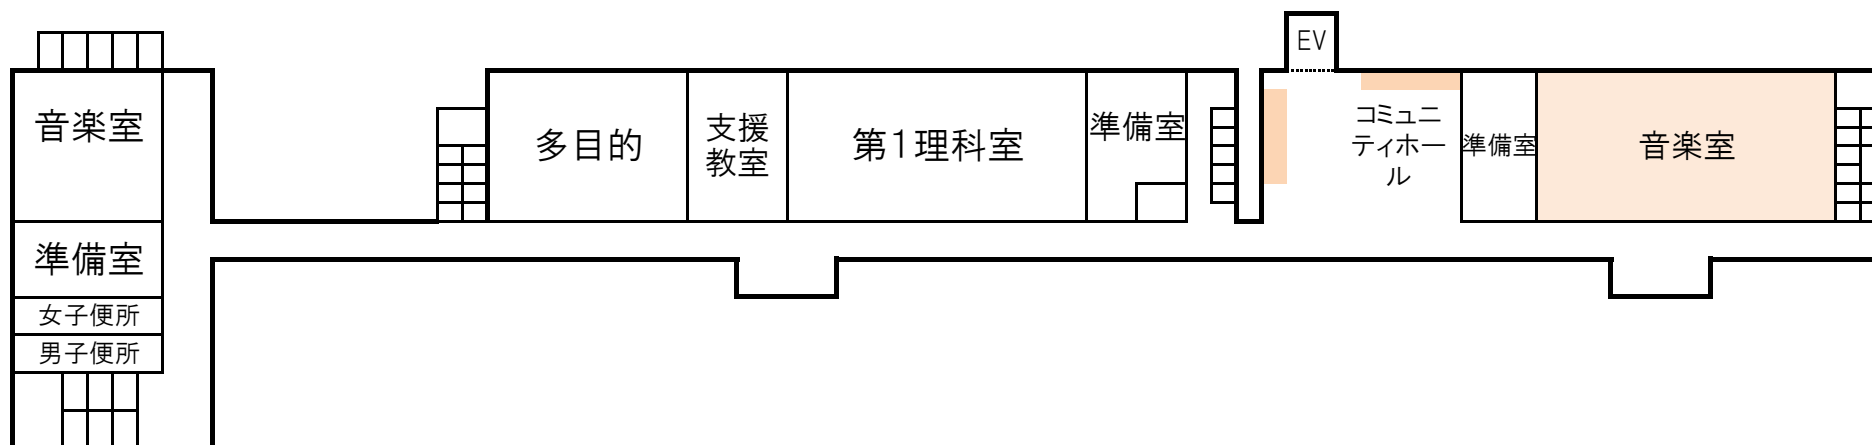 EV
音楽室
多目的
支援
教室
第1理科室
準備室
コミュニ
ティホー
ル
準備室
音楽室
準備室
女子便所
男子便所